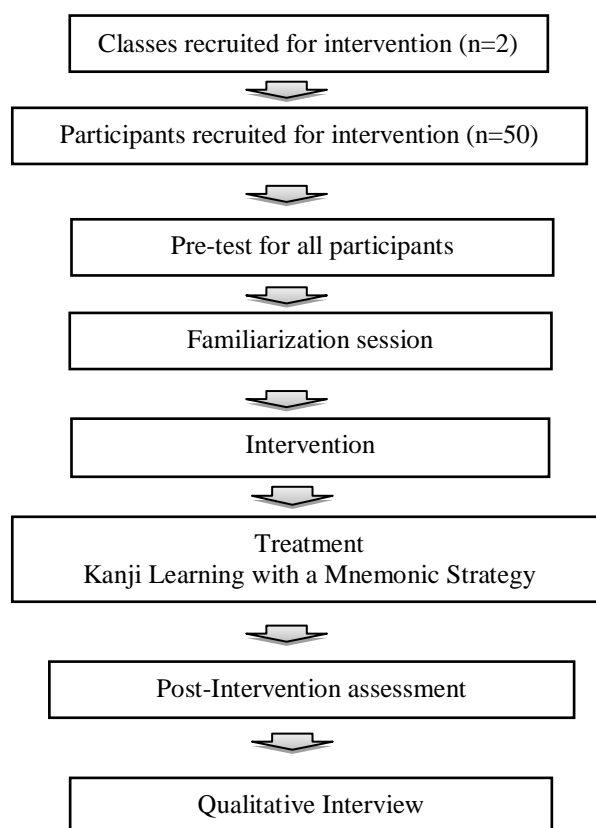 Classes recruited for intervention (n=2)
Participants recruited for intervention (n=50)
Pre-test for all participants
Familiarization session
Intervention
Treatment
Kanji Learning with a Mnemonic Strategy
Post-Intervention assessment
Qualitative Interview